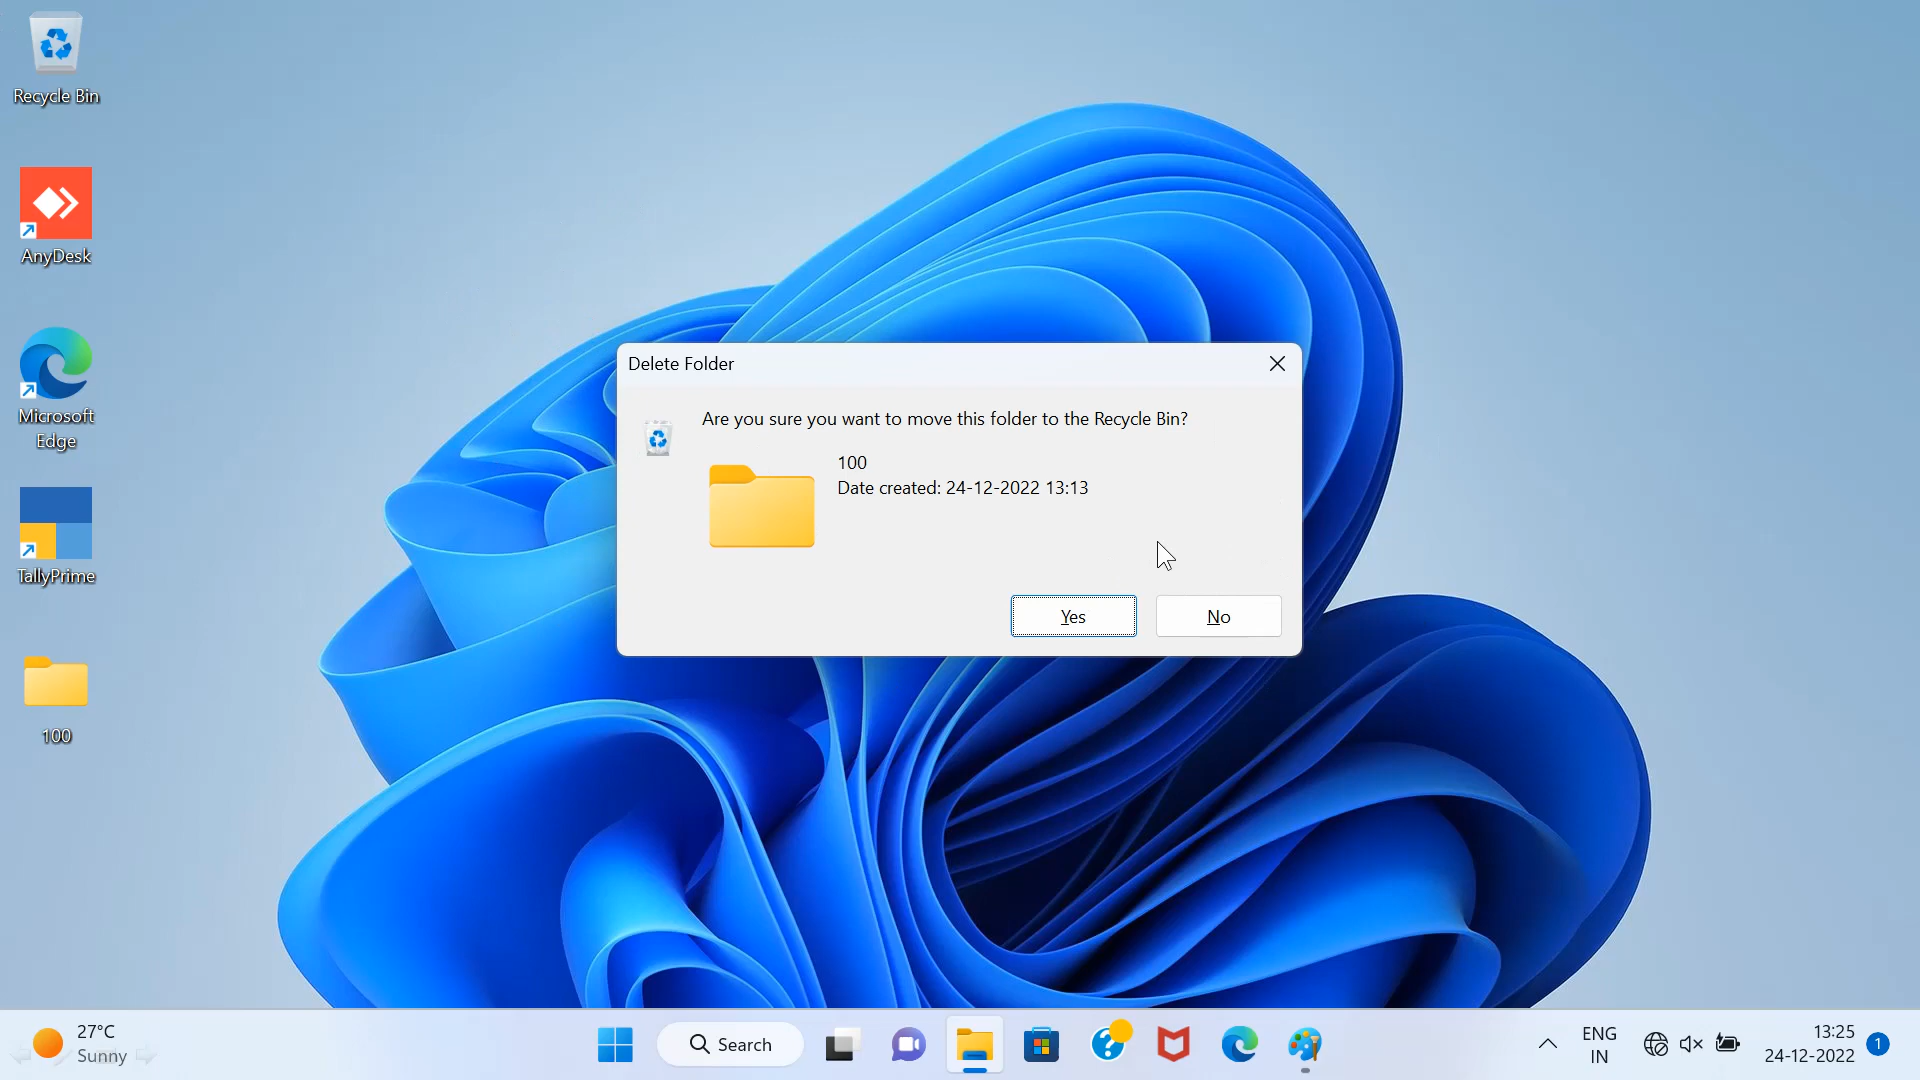 Recycle Bin
AnyDesk
Microsoft
Edge
TallyPrime
100
Delete Folder
Are you sure you want to move this folder to the Recycle Bin?
100
Date created: 24-12-2022 13:13
Yes
No
27°C
Sunny
Search
ENG
IN
13:25
24-12-2022
1